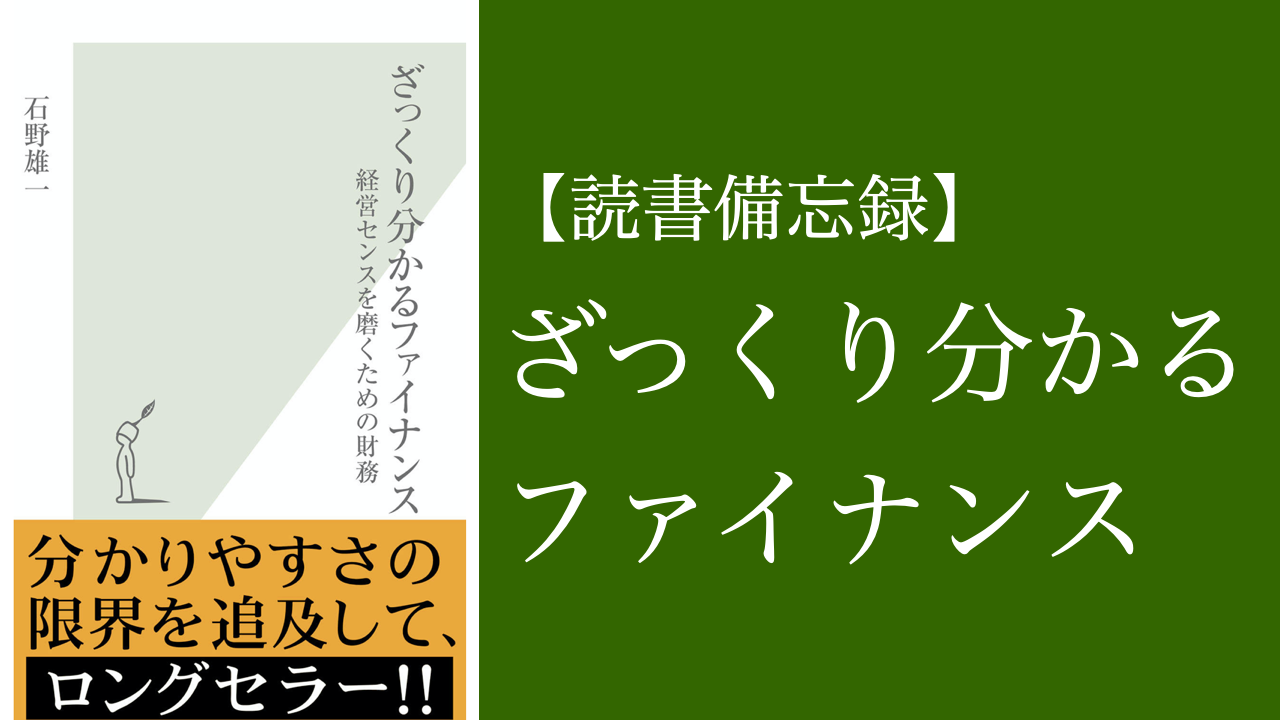 石野雄一
ざっくり分かるファイナンス
経営センスを磨くための財務
分かりやすさの
限界を追及して、
ロングセラー!!
【読書備忘録】
ざっくり分かる
ファイナンス